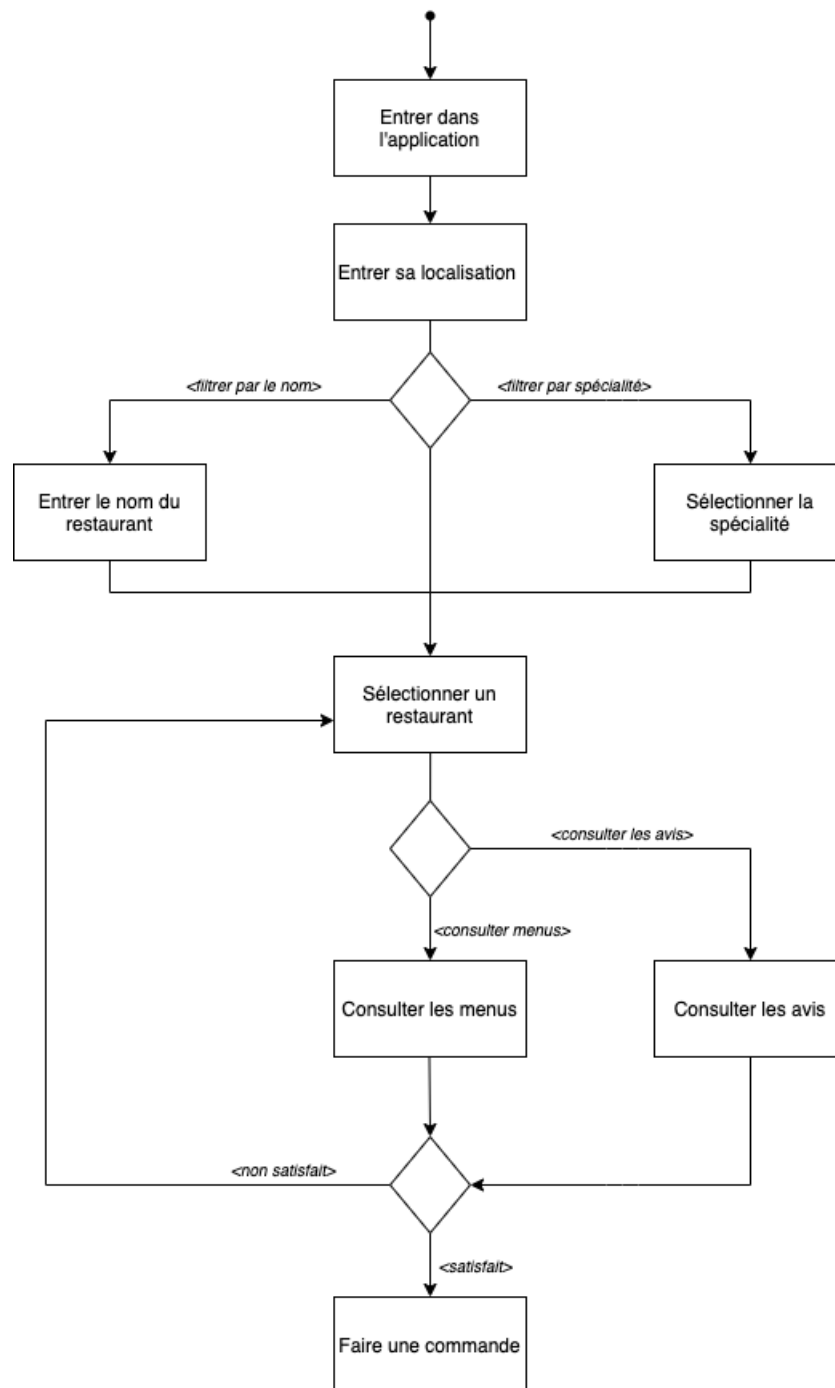 Entrer dans
l'application
Entrer sa localisation
<filtrer par le nom>
<filtrer par spécialité>
Entrer le nom du
restaurant
Sélectionner la
spécialité
Sélectionner un
restaurant
<consulter les avis>
<consulter menus>
Consulter les menus
Consulter les avis
<non satisfait>
<satisfait>
Faire une commande